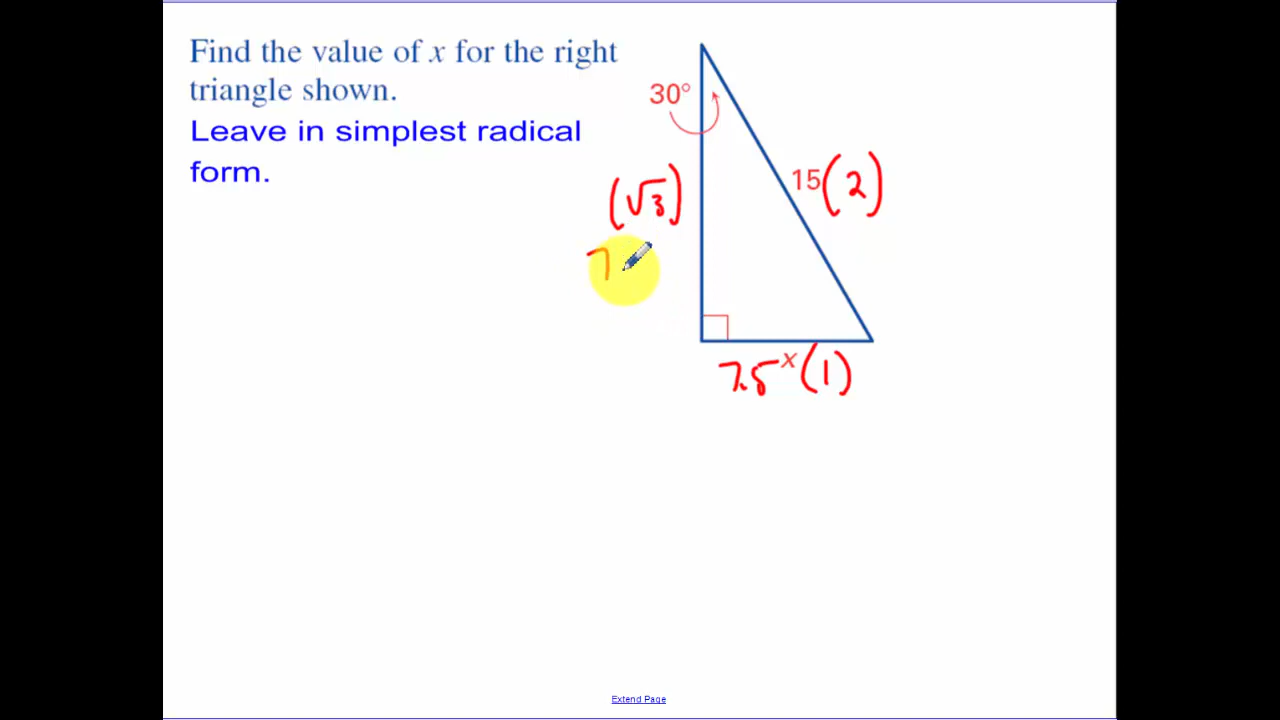 Find the value of x for the right
triangle shown.
Leave in simplest radical
form.
30°
15(2)
(√3)
7
7.5
x(1)
Extend Page